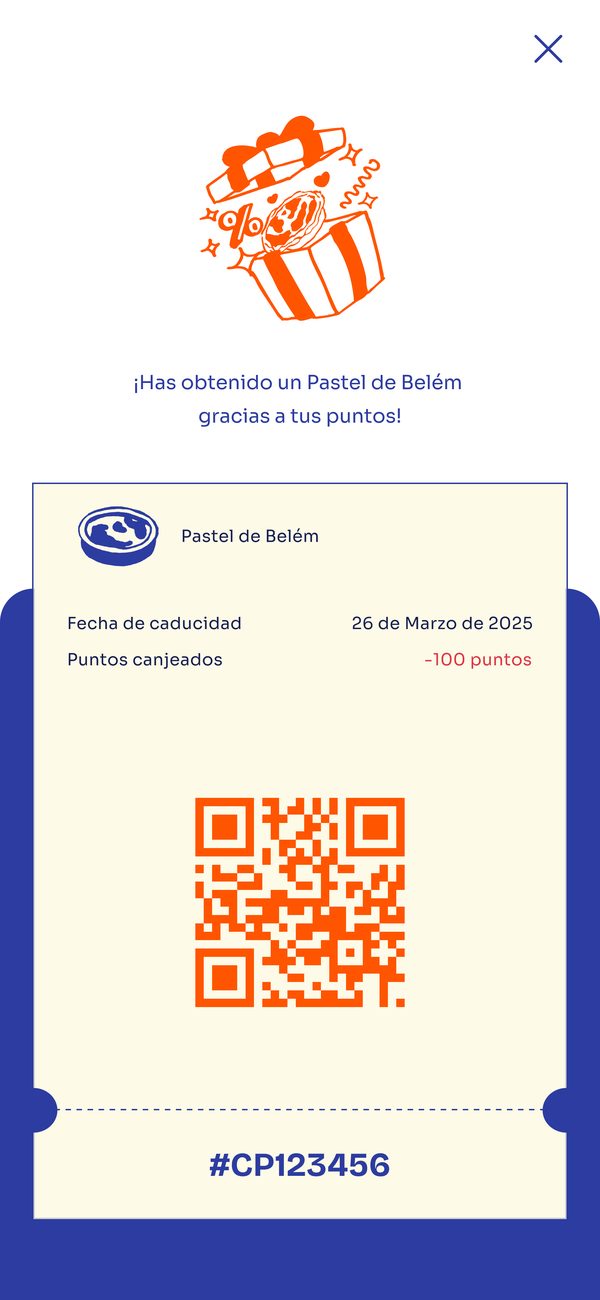 %
¡Has obtenido un Pastel de Belém
gracias a tus puntos!
Pastel de Belém
Fecha de caducidad 26 de Marzo de 2025
Puntos canjeados -100 puntos
#CP123456